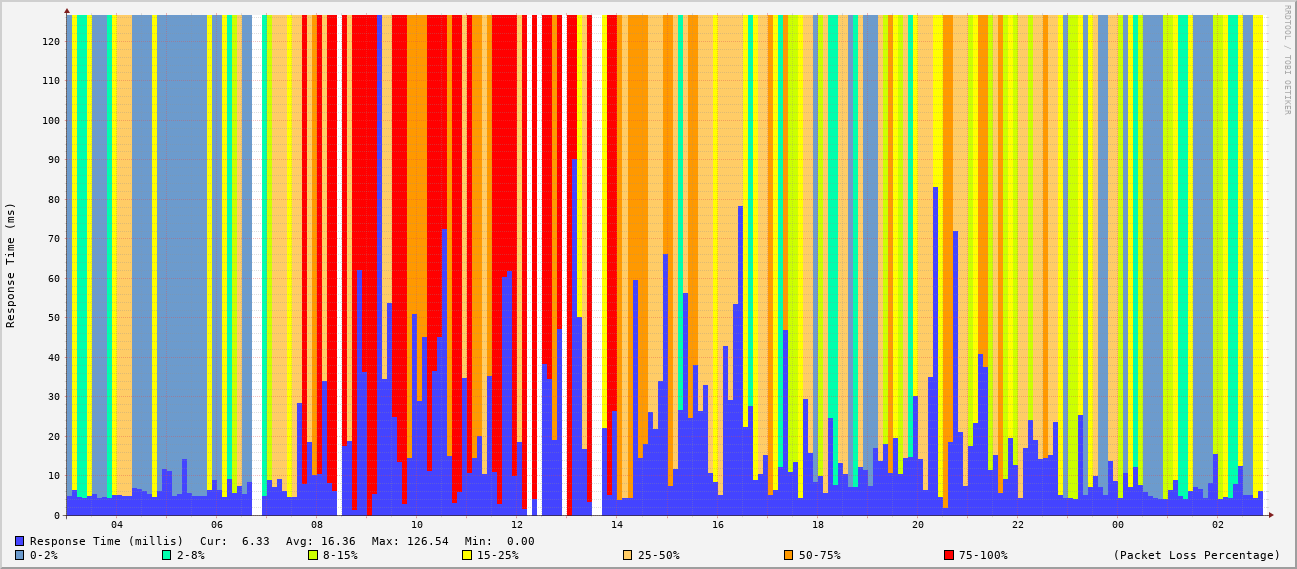 RRDTOOL / TOBI OETIKER
Response Time (ms)
120
110
100
90
80
70
60
50
40
30
20
10
0
04 06 08 10 12 14 16 18 20 22 00 02
Response Time (millis) Cur: 6.33 Avg: 16.36 Max: 126.54 Min: 0.00
0-2% 2-8% 8-15% 15-25% 25-50% 50-75% 75-100% (Packet Loss Percentage)